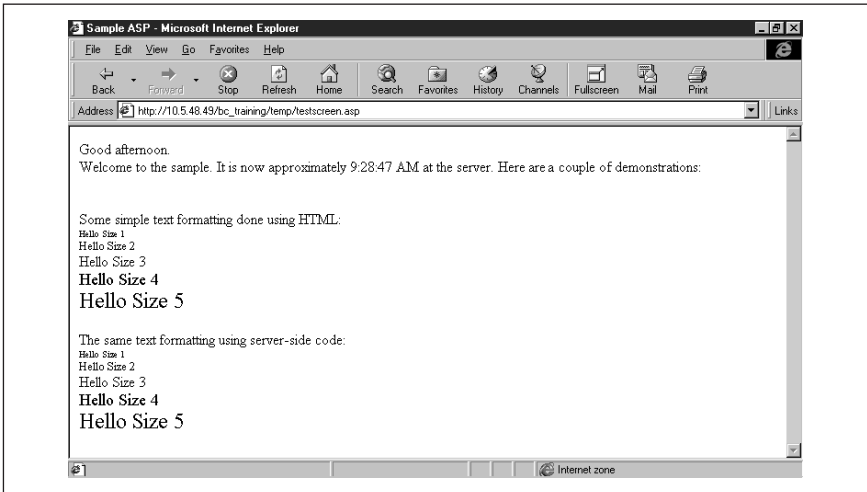 Sample ASP - Microsoft Internet Explorer
File Edit View Go Favorites Help
Back Forward Stop Refresh Home Search Favorites History Channels Fullscreen Mail Print
Address http://10.5.48.49/bc_training/temp/testscreen.asp Links
Good afternoon.
Welcome to the sample. It is now approximately 9:28:47 AM at the server. Here are a couple of demonstrations:
Some simple text formatting done using HTML:
Hello Size 1
Hello Size 2
Hello Size 3
Hello Size 4
Hello Size 5
The same text formatting using server-side code:
Hello Size 1
Hello Size 2
Hello Size 3
Hello Size 4
Hello Size 5
Internet zone